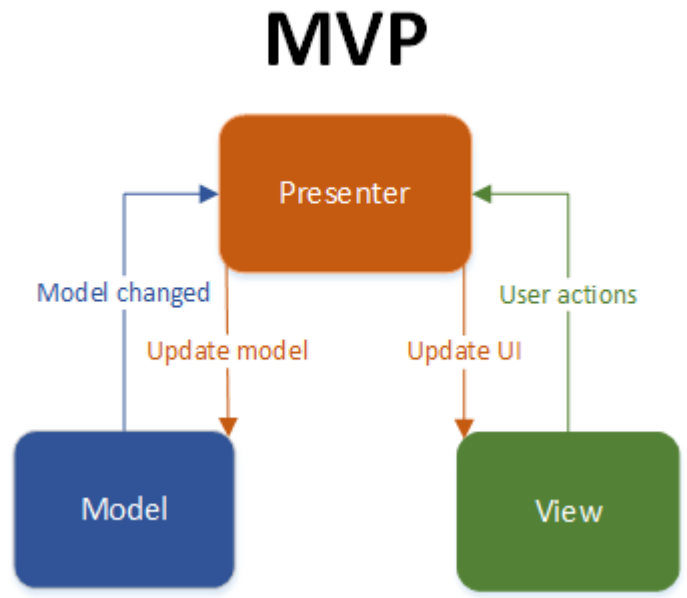 MVP
Presenter
Model changed
User actions
Update model
Update UI
Model
View